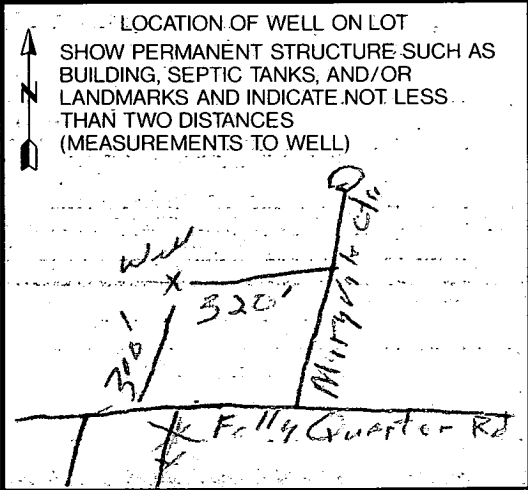 LOCATION OF WELL ON LOT
SHOW PERMANENT STRUCTURE SUCH AS
BUILDING, SEPTIC TANKS, AND/OR
LANDMARKS AND INDICATE NOT LESS
THAN TWO DISTANCES
(MEASUREMENTS TO WELL)
N
Well
X
320'
310'
Folly Quarter Rd.